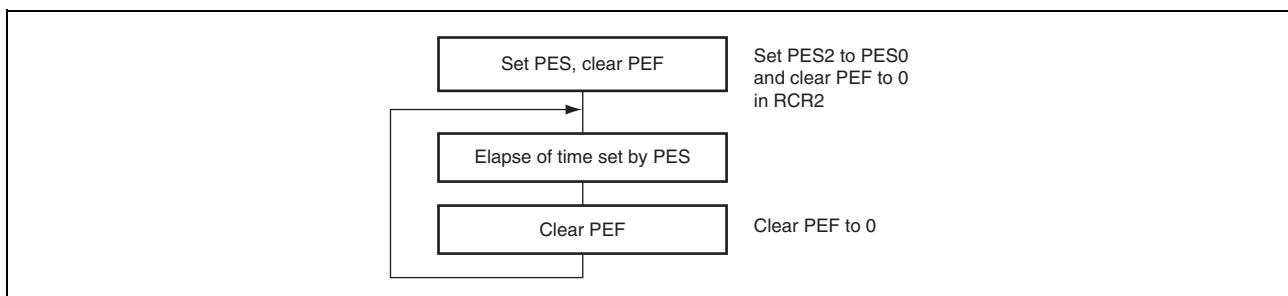 Set PES, clear PEF
Set PES2 to PES0
and clear PEF to 0
in RCR2
Elapse of time set by PES
Clear PEF
Clear PEF to 0